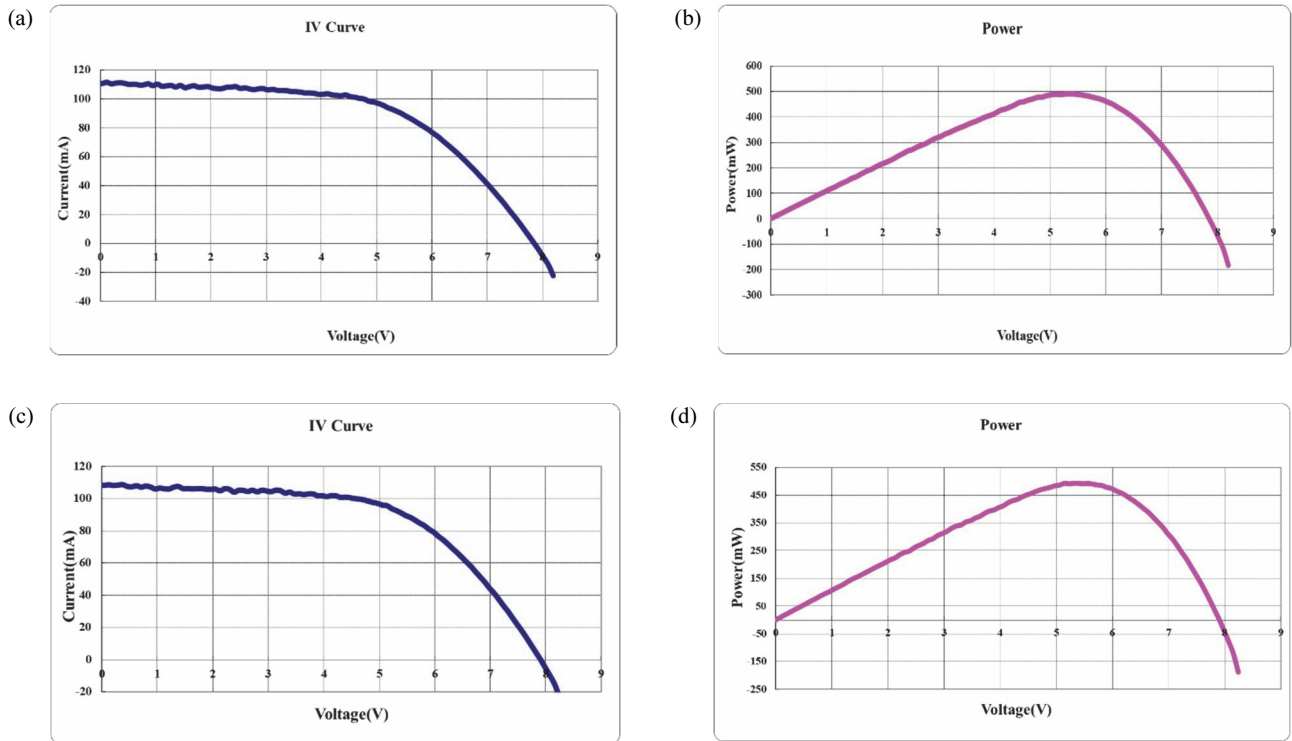 (a)
IV Curve
120
100
80
60
40
20
0
-20
-40
0 1 2 3 4 5 6 7 8 9
Current(mA)
Voltage(V)
(b)
Power
600
500
400
300
200
100
0
-100
-200
-300
0 1 2 3 4 5 6 7 8 9
Power(mW)
Voltage(V)
(c)
IV Curve
120
100
80
60
40
20
0
-20
0 1 2 3 4 5 6 7 8 9
Current(mA)
Voltage(V)
(d)
Power
550
450
350
250
150
50
-50
-150
-250
0 1 2 3 4 5 6 7 8 9
Power(mW)
Voltage(V)